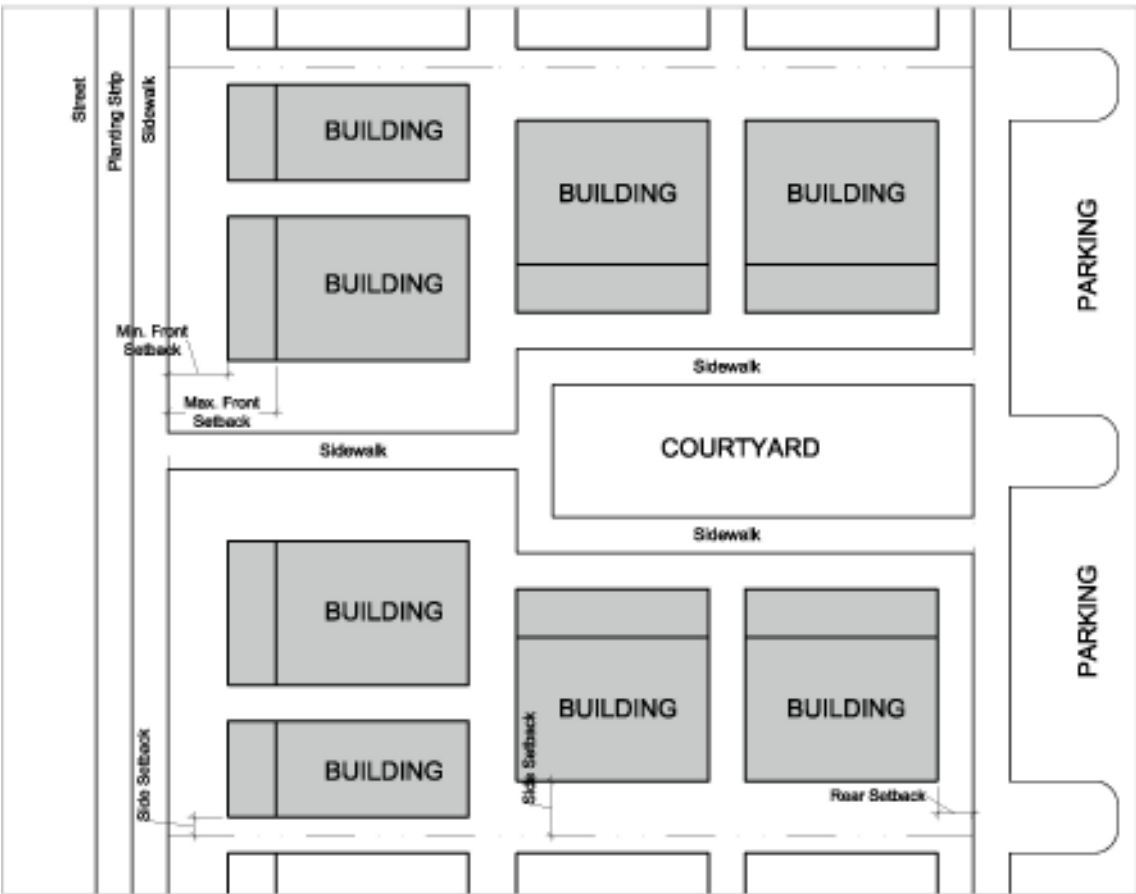 Street
Planting Strip
Sidewalk
BUILDING
BUILDING
BUILDING
PARKING
BUILDING
Min. Front
Setback
Sidewalk
Max. Front
Setback
Sidewalk
COURTYARD
Sidewalk
BUILDING
PARKING
BUILDING
BUILDING
Side Setback
Side Setback
BUILDING
Rear Setback